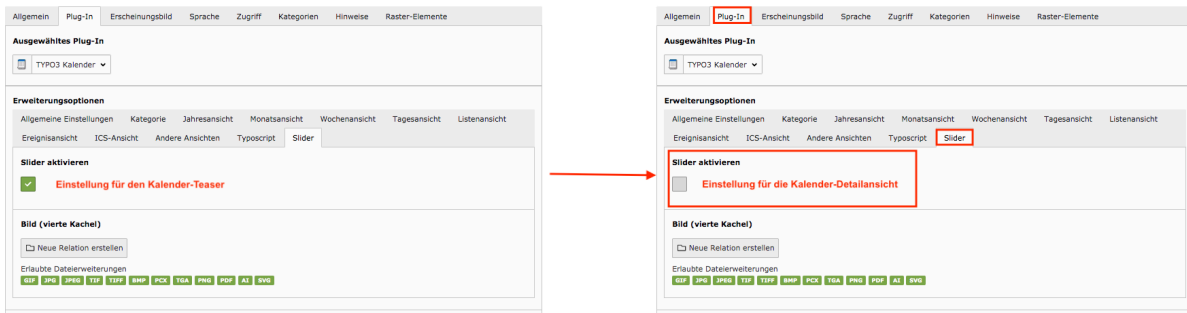 Allgemein Plug-In Erscheinungsbild Sprache Zugriff Kategorien Hinweise Raster-Elemente
Ausgewähltes Plug-In
TYPO3 Kalender
Erweiterungsoptionen
Allgemeine Einstellungen Kategorie Jahresansicht Monatsansicht Wochenansicht Tagesansicht Listenansicht
Ereignisansicht ICS-Ansicht Andere Ansichten Typoscript Slider
Slider aktivieren
Einstellung für den Kalender-Teaser
Bild (vierte Kachel)
Neue Relation erstellen
Erlaubte Dateierweiterungen
GIF JPG JPEG TIF TIFF BMP PCX TGA PNG PDF AI SVG
Allgemein Plug-In Erscheinungsbild Sprache Zugriff Kategorien Hinweise Raster-Elemente
Ausgewähltes Plug-In
TYPO3 Kalender
Erweiterungsoptionen
Allgemeine Einstellungen Kategorie Jahresansicht Monatsansicht Wochenansicht Tagesansicht Listenansicht
Ereignisansicht ICS-Ansicht Andere Ansichten Typoscript Slider
Slider aktivieren
Einstellung für die Kalender-Detailansicht
Bild (vierte Kachel)
Neue Relation erstellen
Erlaubte Dateierweiterungen
GIF JPG JPEG TIF TIFF BMP PCX TGA PNG PDF AI SVG